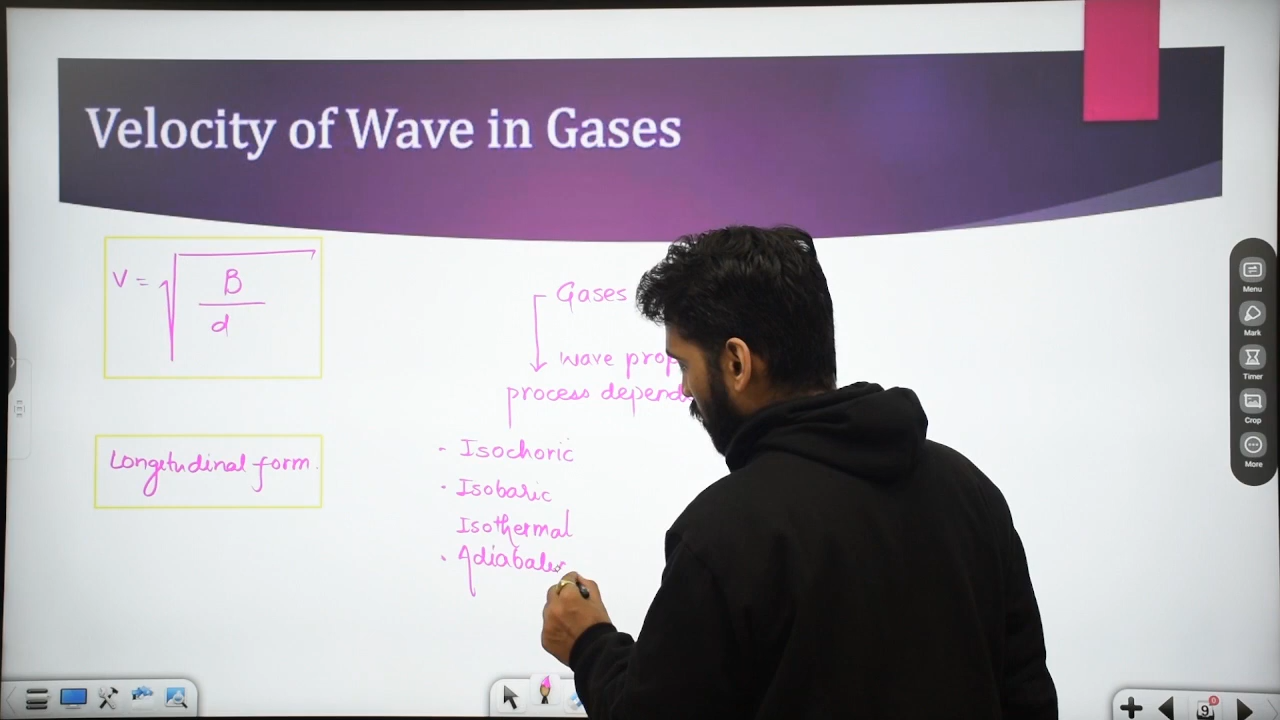 Velocity of Wave in Gases
V = √ B / d
Longitudinal form.
Gases
wave prop
process depend
- Isochoric
· Isobaric
Isothermal
Menu
Mark
Timer
Crop
More
9